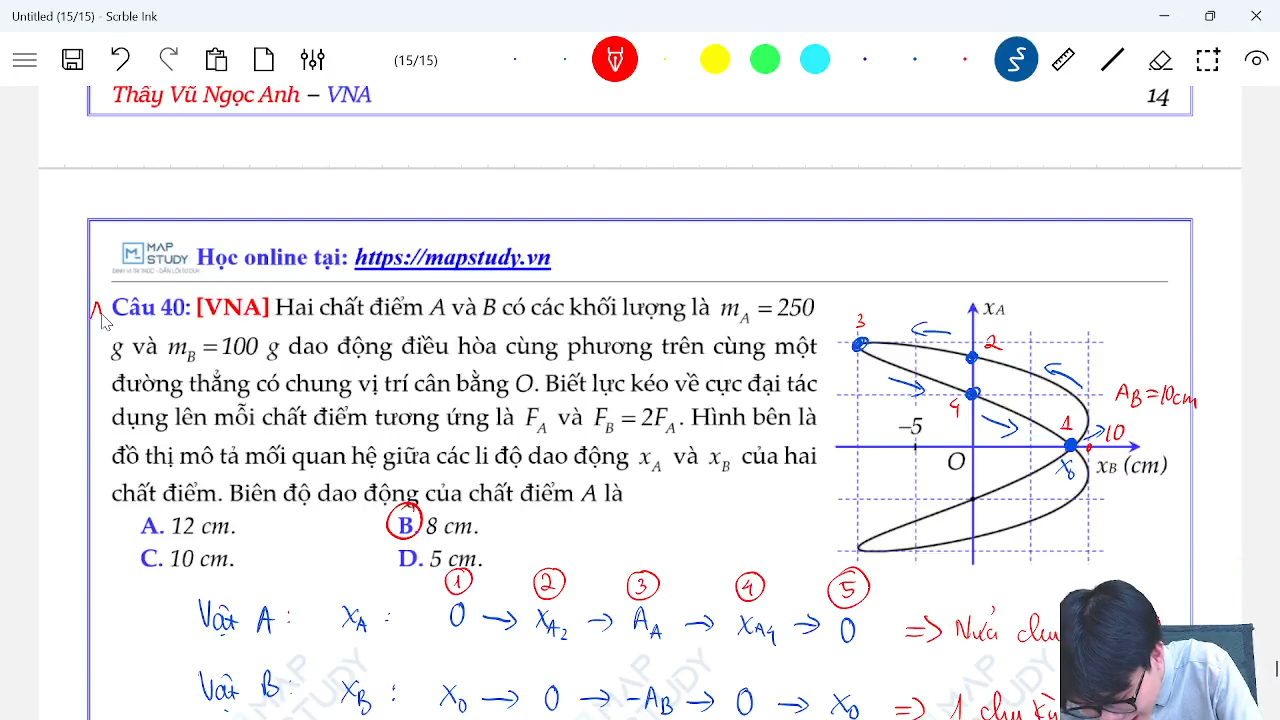 Untitled (15/15) - Scrble Ink
(15/15)
Thầy Vũ Ngọc Anh – VNA
14
MAP STUDY
Học online tại: https://mapstudy.vn
Câu 40: [VNA] Hai chất điểm A và B có các khối lượng là m_A = 250
g và m_B = 100 g dao động điều hòa cùng phương trên cùng một
đường thẳng có chung vị trí cân bằng O. Biết lực kéo về cực đại tác
dụng lên mỗi chất điểm tương ứng là F_A và F_B = 2F_A. Hình bên là
đồ thị mô tả mối quan hệ giữa các li độ dao động x_A và x_B của hai
chất điểm. Biên độ dao động của chất điểm A là
A. 12 cm.
B. 8 cm.
C. 10 cm.
D. 5 cm.
x_A
3
2
A_B = 10cm
4
-5
1
10
O
x_0
x_B (cm)
1 2 3 4 5
Vật A : x_A : 0 → x_A2 → A_A → x_A4 → 0 => Nửa
Vật B : x_B : x_0 → 0 → -A_B → 0 → x_0 => 1 chu kỳ
MAP STUDY